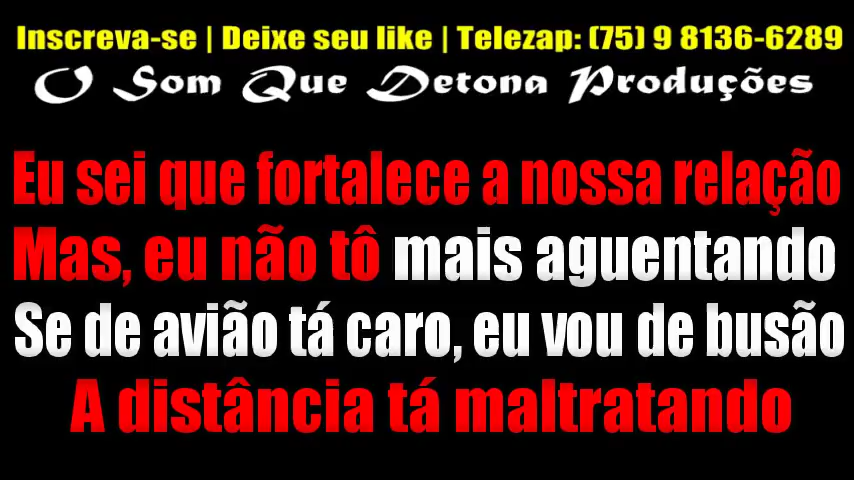 Inscreva-se | Deixe seu like | Telezap: (75) 9 8136-6289
O Som Que Detona Produções
Eu sei que fortalece a nossa relação
Mas, eu não tô mais aguentando
Se de avião tá caro, eu vou de busão
A distância tá maltratando